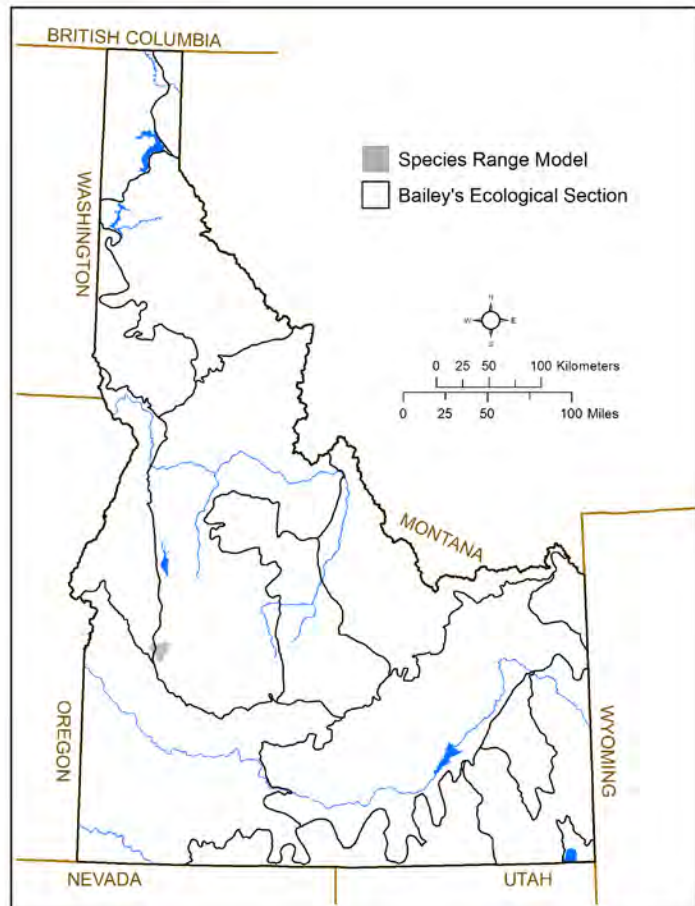 BRITISH COLUMBIA
WASHINGTON
Species Range Model
Bailey's Ecological Section
N
W E
S
0 25 50 100 Kilometers
0 25 50 100 Miles
MONTANA
OREGON
WYOMING
NEVADA
UTAH